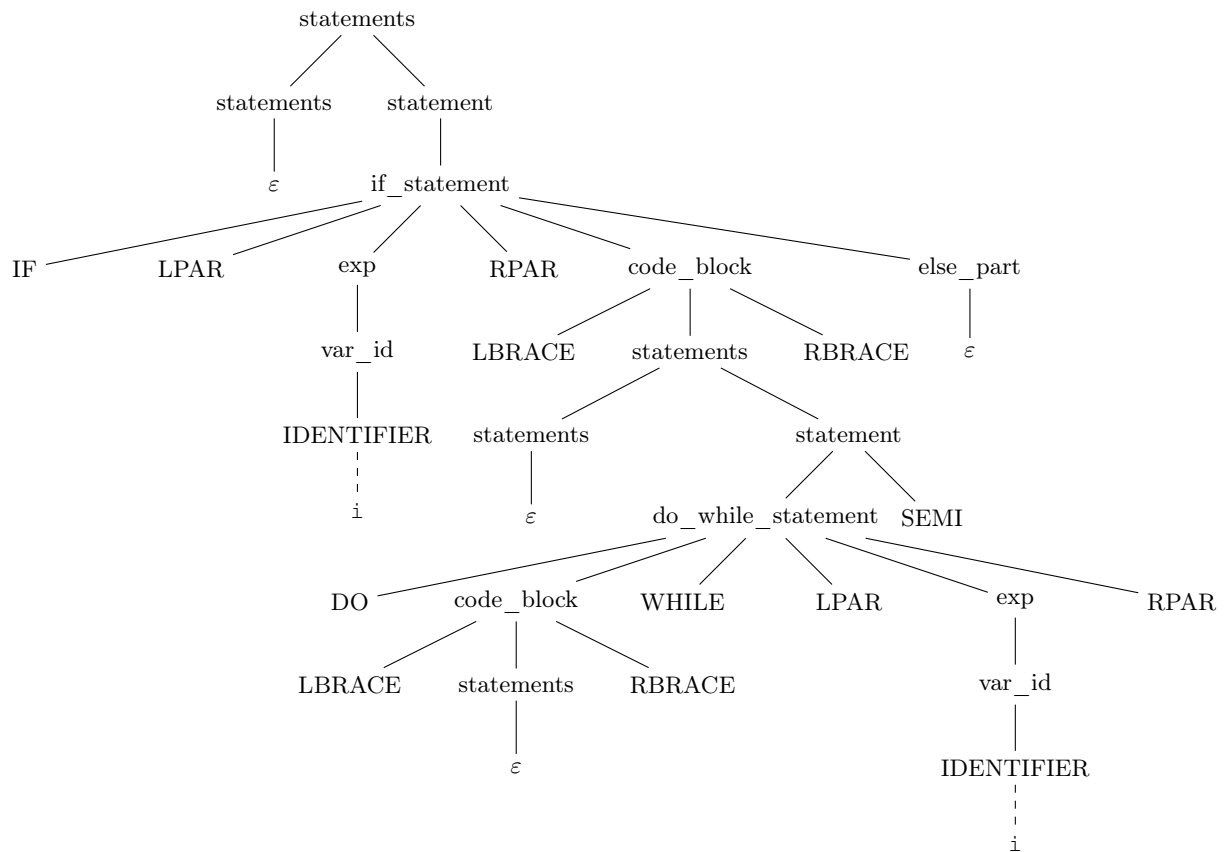 statements
statements statement
ε if_statement
IF LPAR exp RPAR code_block else_part
var_id LBRACE statements RBRACE ε
IDENTIFIER statements statement
i ε do_while_statement SEMI
DO code_block WHILE LPAR exp RPAR
LBRACE statements RBRACE var_id
ε IDENTIFIER
i